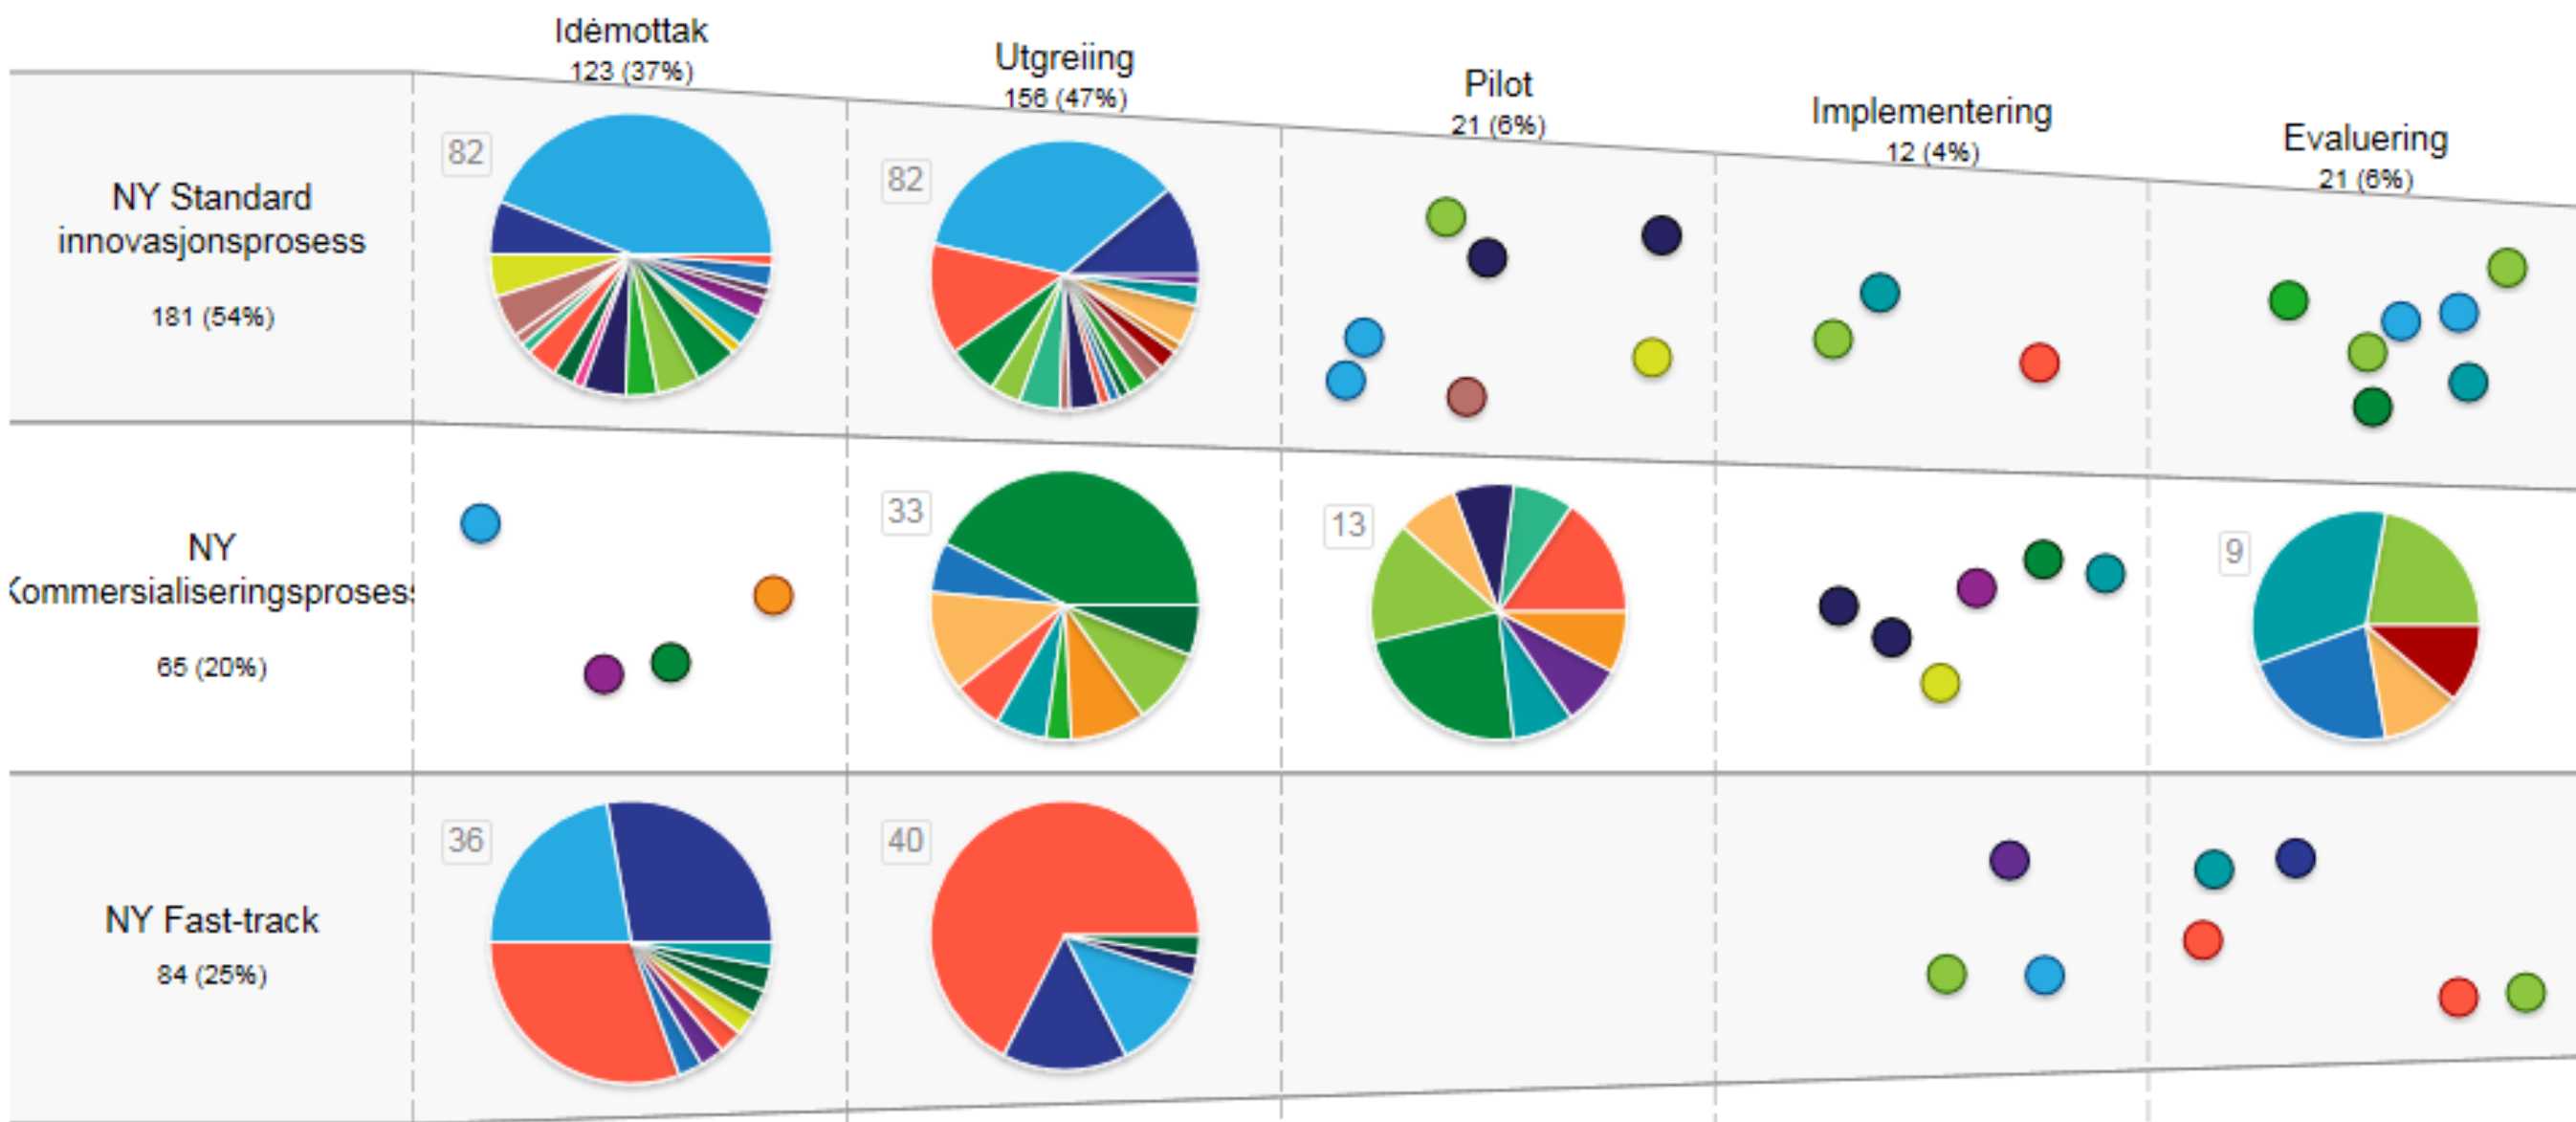 Idémottak
123 (37%)
Utgreiing
156 (47%)
Pilot
21 (6%)
Implementering
12 (4%)
Evaluering
21 (6%)
NY Standard
innovasjonsprosess
181 (54%)
82
82
NY
Kommersialiseringsprosess
65 (20%)
33
13
9
NY Fast-track
84 (25%)
36
40